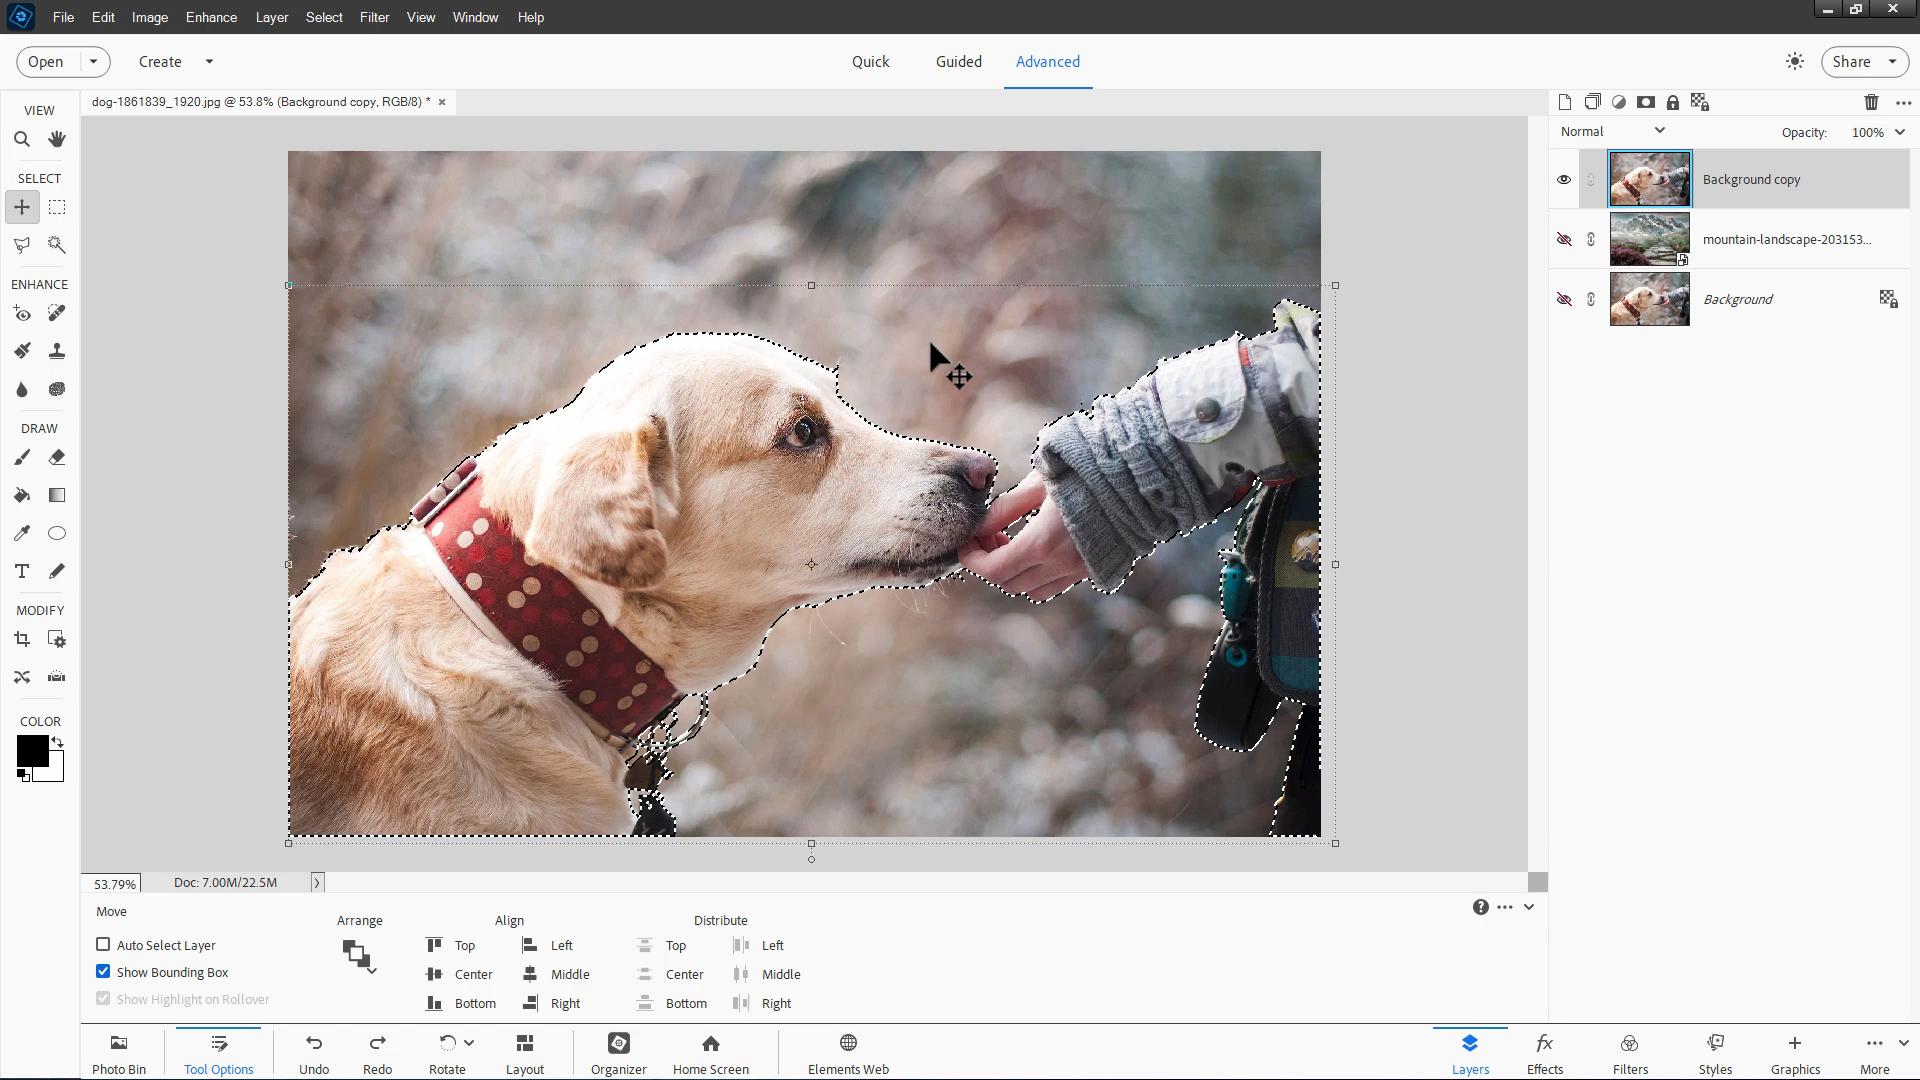 File Edit Image Enhance Layer Select Filter View Window Help
Open Create Quick Guided Advanced Share
dog-1861839_1920.jpg @ 53.8% (Background copy, RGB/8) *
VIEW
SELECT
ENHANCE
DRAW
MODIFY
COLOR
Normal Opacity: 100%
Background copy
mountain-landscape-203153...
Background
53.79% Doc: 7.00M/22.5M
Move
Auto Select Layer
Show Bounding Box
Show Highlight on Rollover
Arrange Align Distribute
Top Left Top Left
Center Middle Center Middle
Bottom Right Bottom Right
Photo Bin Tool Options Undo Redo Rotate Layout Organizer Home Screen Elements Web Layers Effects Filters Styles Graphics More